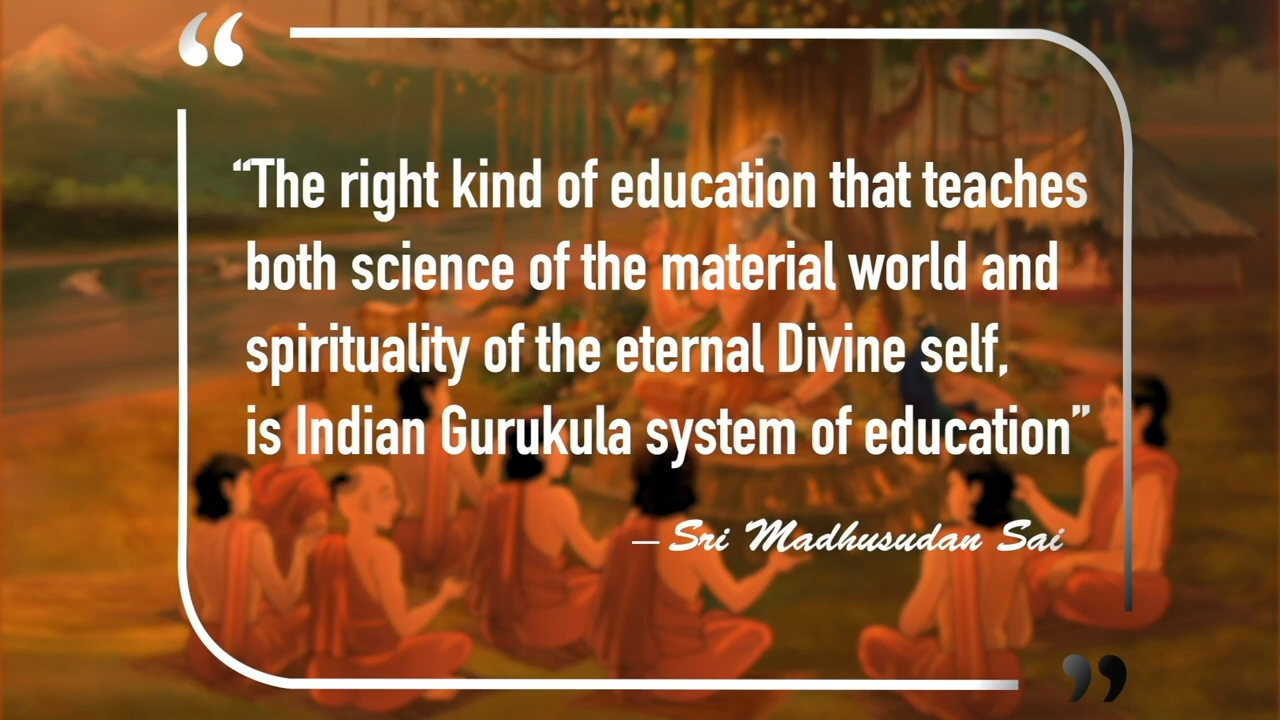 “The right kind of education that teaches
both science of the material world and
spirituality of the eternal Divine self,
is Indian Gurukula system of education”
— Sri Madhusudan Sai